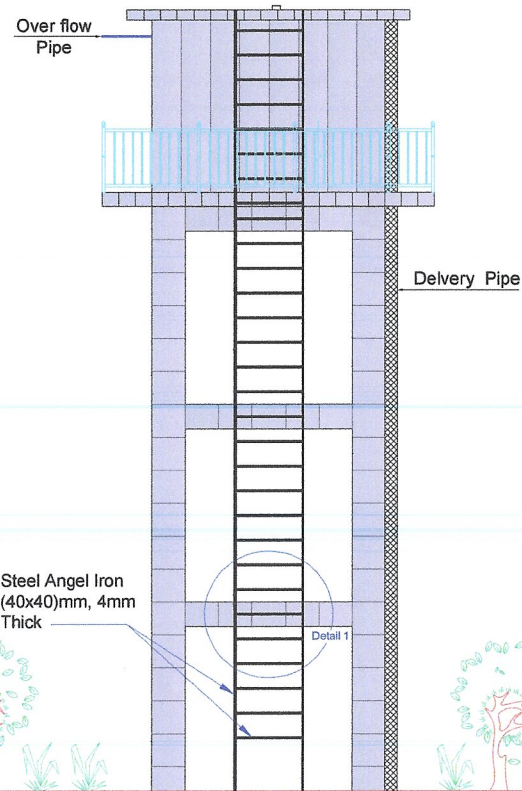 Over flow
Pipe
Delvery Pipe
Steel Angel Iron
(40x40)mm, 4mm
Thick
Detail 1